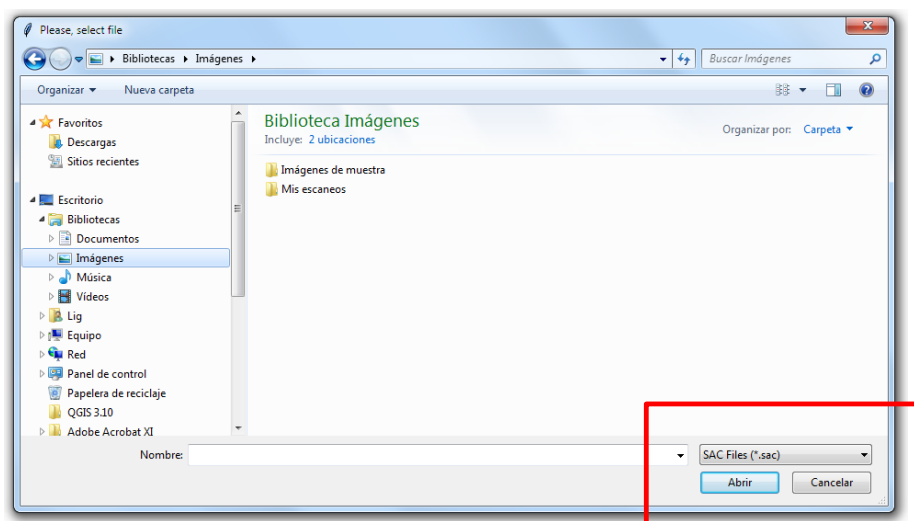 Please, select file
Bibliotecas Imágenes
Buscar Imágenes
Organizar Nueva carpeta
Favoritos
Descargas
Sitios recientes
Escritorio
Bibliotecas
Documentos
Imágenes
Música
Vídeos
Lig
Equipo
Red
Panel de control
Papelera de reciclaje
QGIS 3.10
Adobe Acrobat XI
Biblioteca Imágenes
Incluye: 2 ubicaciones
Organizar por: Carpeta
Imágenes de muestra
Mis escaneos
Nombre:
SAC Files (*.sac)
Abrir Cancelar